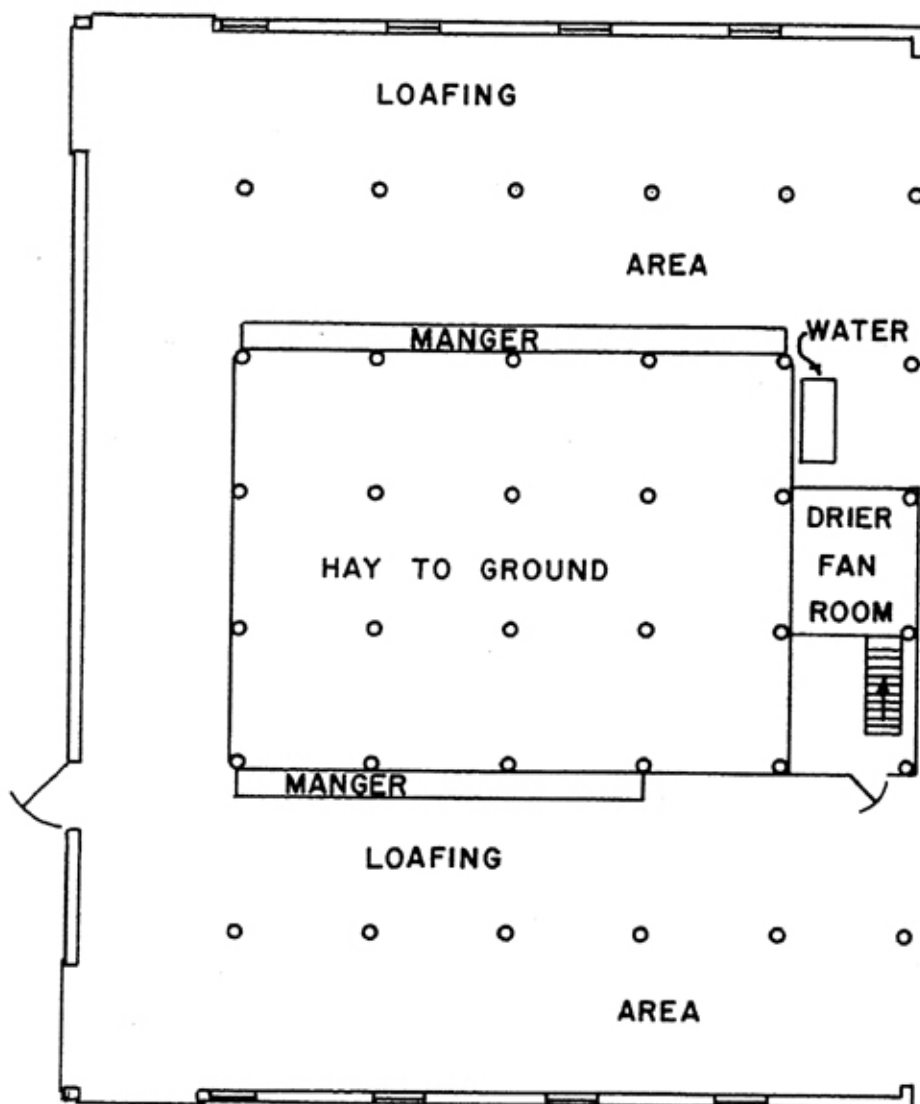 LOAFING
AREA
MANGER
WATER
DRIER
FAN
ROOM
HAY TO GROUND
MANGER
LOAFING
AREA